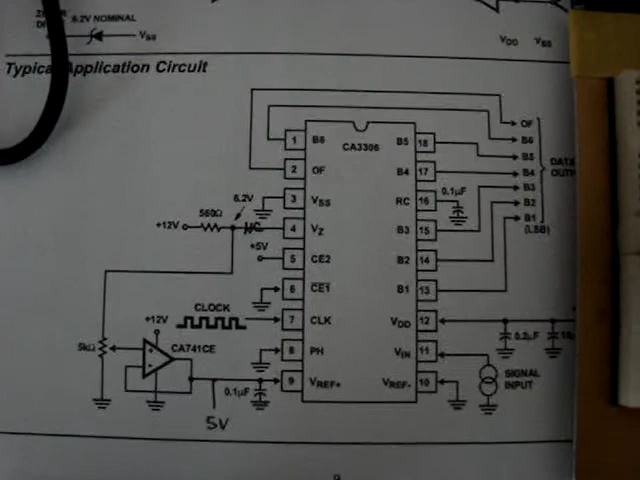 6.2V NOMINAL
VSS
VDD VSS
Typical Application Circuit
OF
B6
B5
B4
B3
B2
B1
(LSB)
DATA
CA3306
1 B6
2 OF
3 VSS
4 VZ
5 CE2
6 CE1
7 CLK
8 PH
9 VREF+
B5 18
B4 17
RC 16
B3 15
B2 14
B1 13
VDD 12
VIN 11
VREF- 10
0.1µF
6.2V
560Ω
+12V
+5V
CLOCK
+12V
5kΩ
CA741CE
0.1µF
5V
0.2µF
SIGNAL
INPUT
9